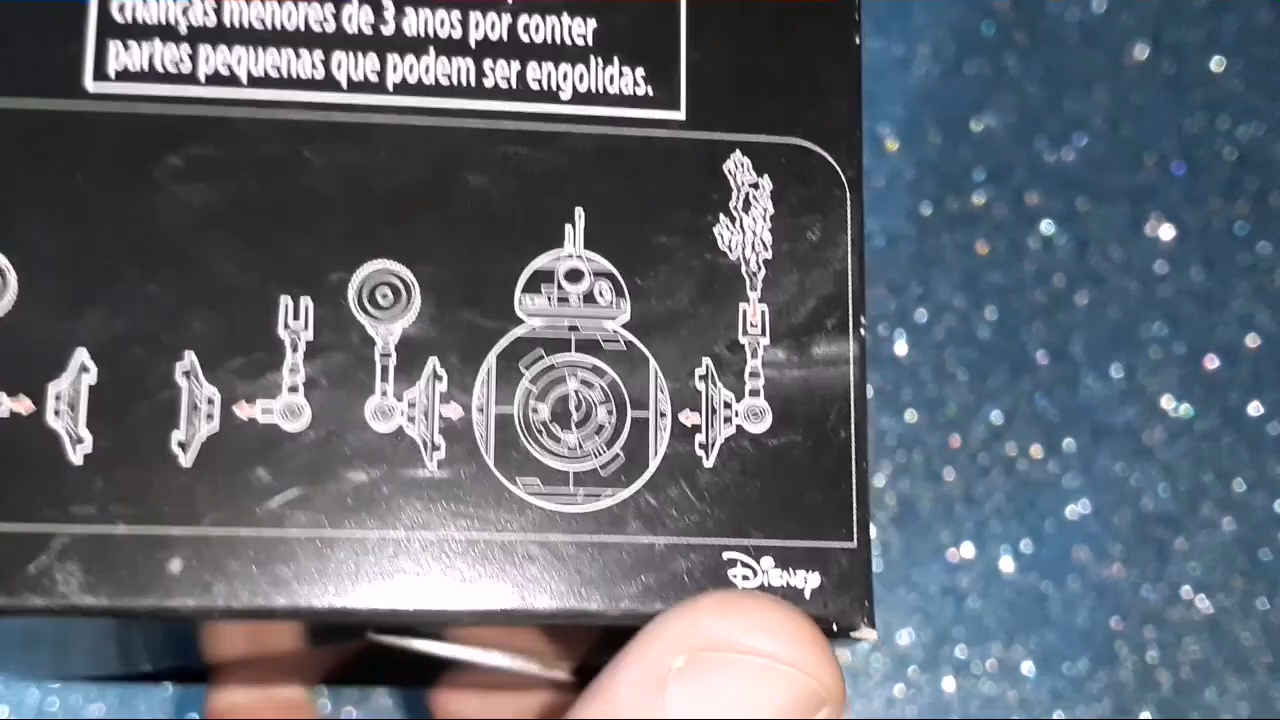 crianças menores de 3 anos por conter
partes pequenas que podem ser engolidas.
Disney